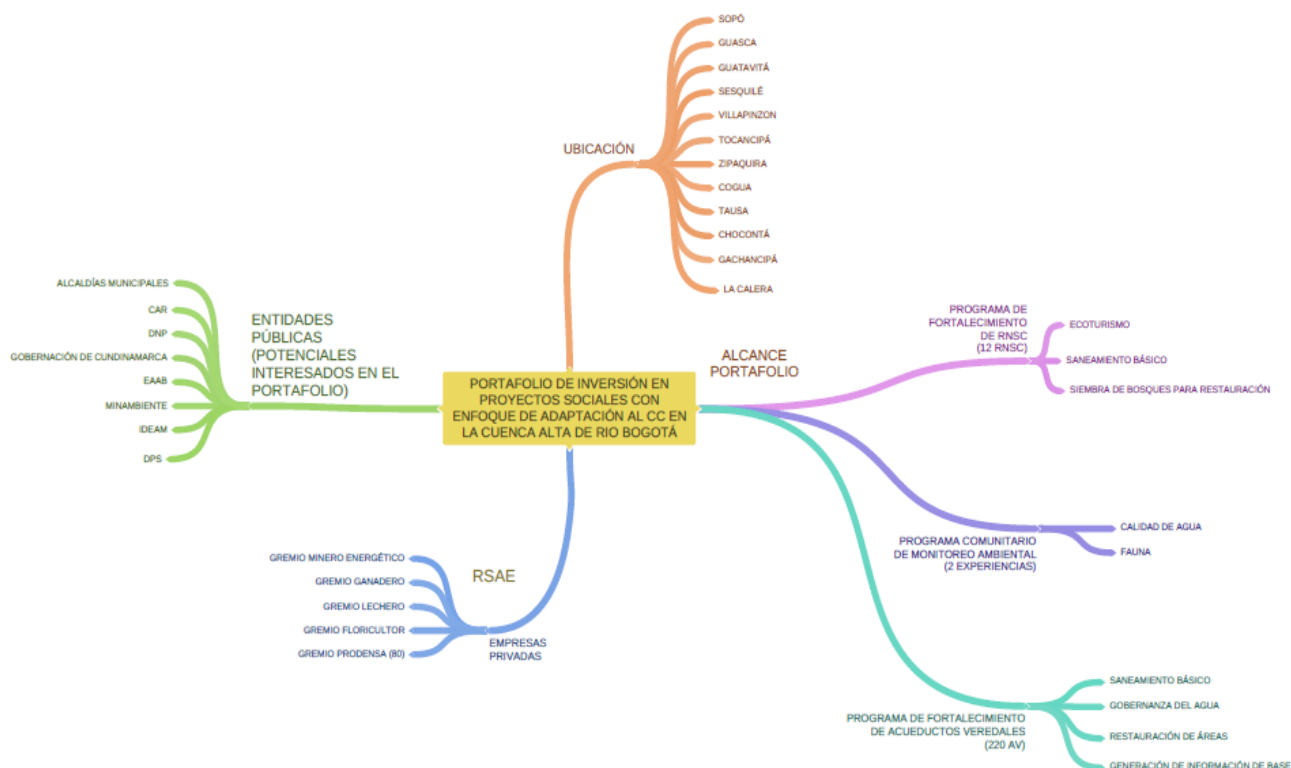 SOPÓ
GUASCA
GUATAVITÁ
SESQUILÉ
VILLAPINZON
UBICACIÓN
TOCANCIPÁ
ZIPAQUIRA
COGUA
TAUSA
CHOCONTÁ
GACHANCIPÁ
LA CALERA
ALCALDÍAS MUNICIPALES
CAR
DNP
GOBERNACIÓN DE CUNDINAMARCA
EAAB
MINAMBIENTE
IDEAM
DPS
ENTIDADES
PÚBLICAS
(POTENCIALES
INTERESADOS EN EL
PORTAFOLIO)
PORTAFOLIO DE INVERSIÓN EN
PROYECTOS SOCIALES CON
ENFOQUE DE ADAPTACIÓN AL CC EN
LA CUENCA ALTA DE RIO BOGOTÁ
ALCANCE
PORTAFOLIO
PROGRAMA DE
FORTALECIMIENTO
DE RNSC
(12 RNSC)
ECOTURISMO
SANEAMIENTO BÁSICO
SIEMBRA DE BOSQUES PARA RESTAURACIÓN
PROGRAMA COMUNITARIO
DE MONITOREO AMBIENTAL
(2 EXPERIENCIAS)
CALIDAD DE AGUA
FAUNA
GREMIO MINERO ENERGÉTICO
GREMIO GANADERO
GREMIO LECHERO
GREMIO FLORICULTOR
GREMIO PRODENSA (80)
RSAE
EMPRESAS
PRIVADAS
PROGRAMA DE FORTALECIMIENTO
DE ACUEDUCTOS VEREDALES
(220 AV)
SANEAMIENTO BÁSICO
GOBERNANZA DEL AGUA
RESTAURACIÓN DE ÁREAS
GENERACIÓN DE INFORMACIÓN DE BASE